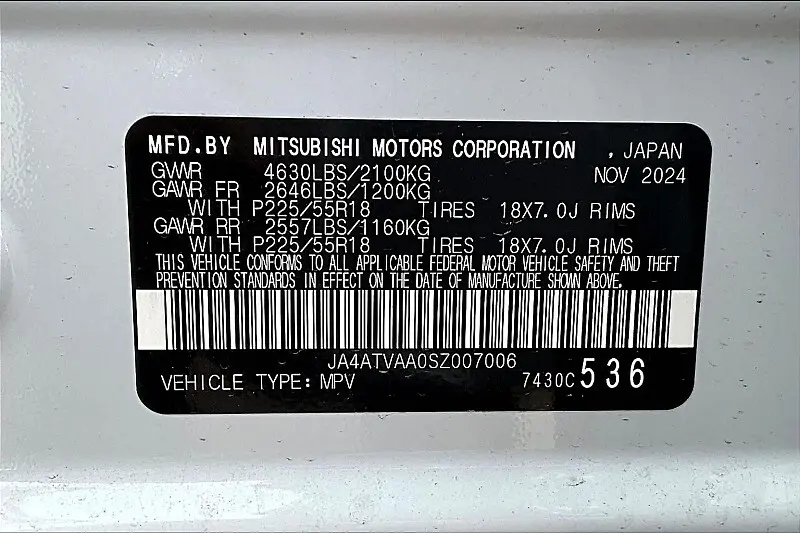 MFD.BY MITSUBISHI MOTORS CORPORATION , JAPAN
GVWR 4630LBS/2100KG NOV 2024
GAWR FR 2646LBS/1200KG
WITH P225/55R18 TIRES 18X7.0J RIMS
GAWR RR 2557LBS/1160KG
WITH P225/55R18 TIRES 18X7.0J RIMS
THIS VEHICLE CONFORMS TO ALL APPLICABLE FEDERAL MOTOR VEHICLE SAFETY AND THEFT
PREVENTION STANDARDS IN EFFECT ON THE DATE OF MANUFACTURE SHOWN ABOVE.
JA4ATVAA0SZ007006
VEHICLE TYPE: MPV 7430C 536